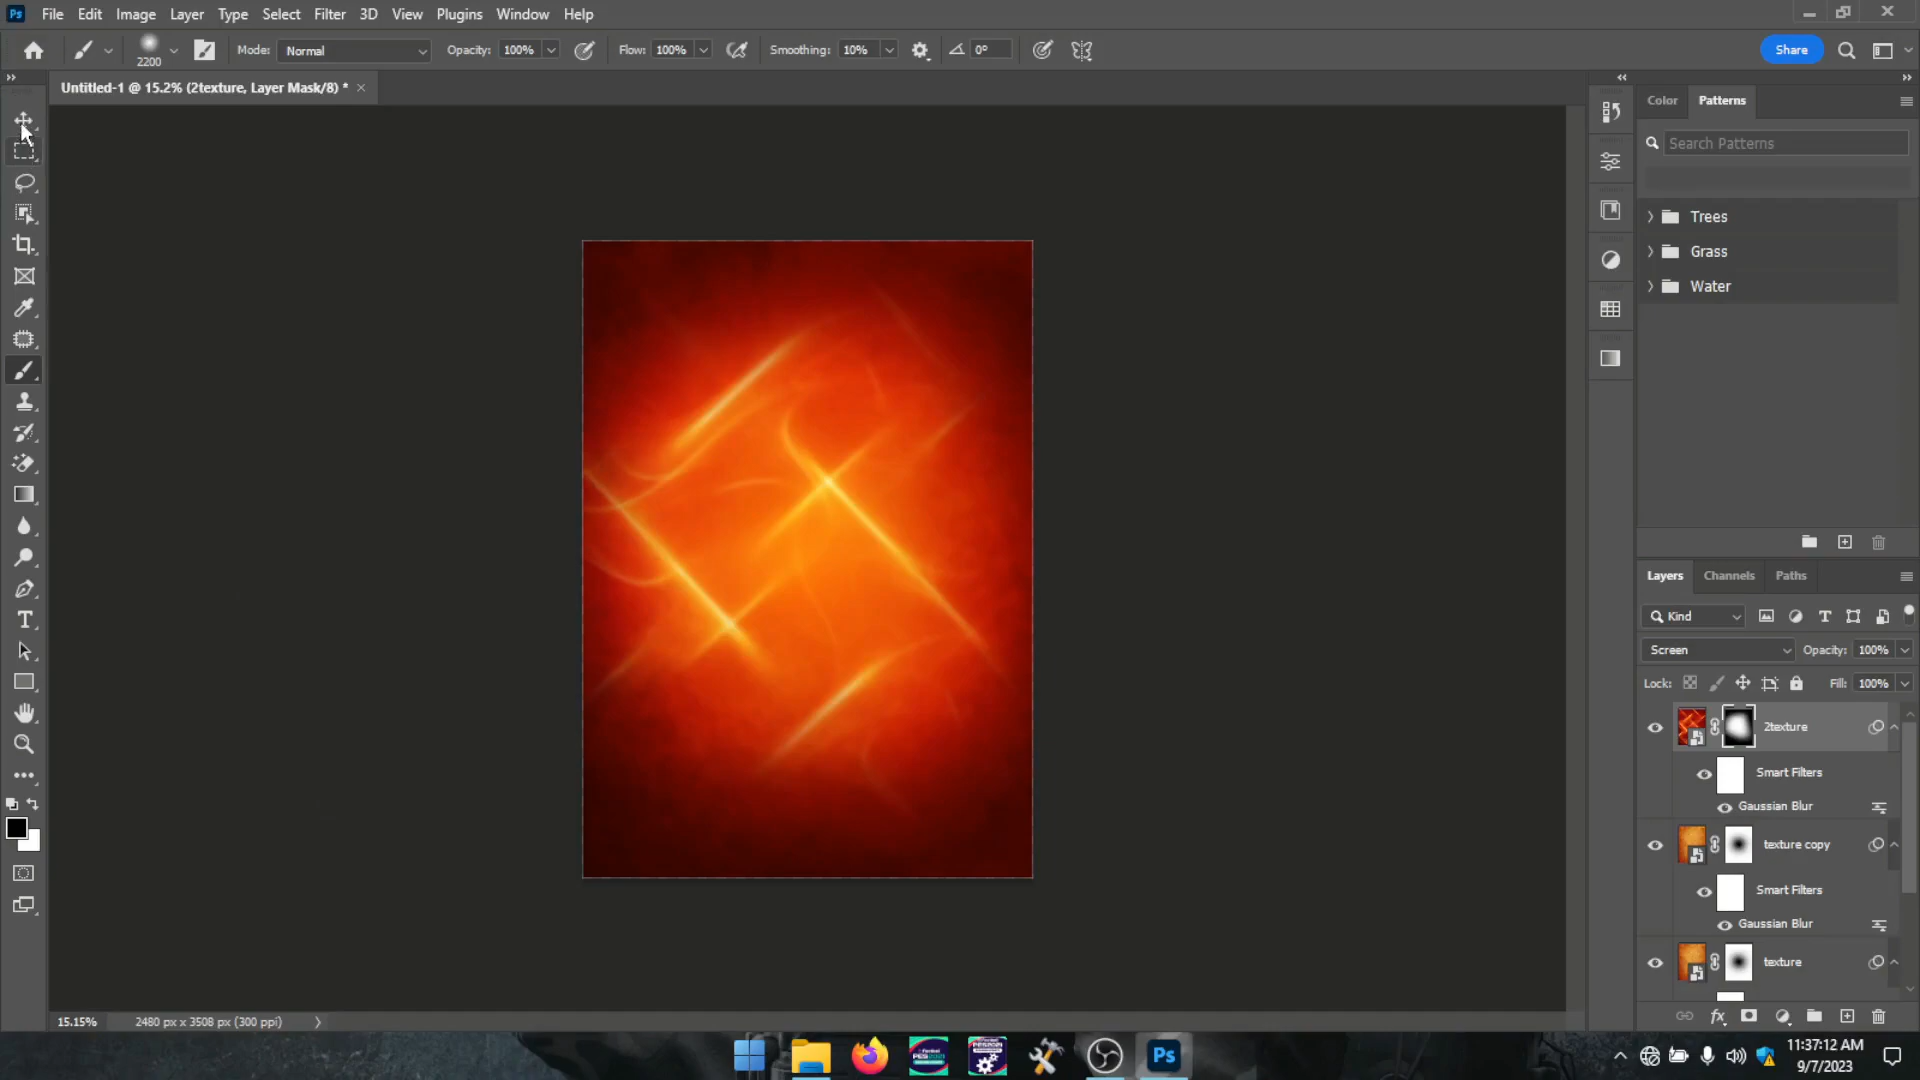 Ps File Edit Image Layer Type Select Filter 3D View Plugins Window Help
2200 Mode: Normal Opacity: 100% Flow: 100% Smoothing: 10% 0° Share
Untitled-1 @ 15.2% (2texture, Layer Mask/8) * ×
Color Patterns
Search Patterns
Trees
Grass
Water
Layers Channels Paths
Kind
Screen Opacity: 100%
Lock: Fill: 100%
2texture
Smart Filters
Gaussian Blur
texture copy
Smart Filters
Gaussian Blur
texture
15.15% 2480 px x 3508 px (300 ppi)
Ps
11:37:12 AM
9/7/2023